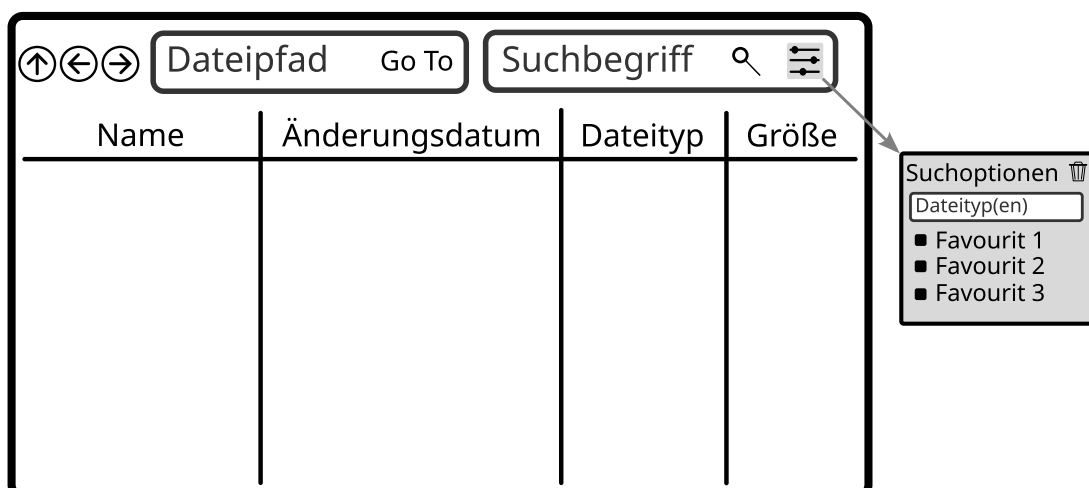 Dateipfad Go To Suchbegriff
Name Änderungsdatum Dateityp Größe
Suchoptionen
Dateityp(en)
Favourit 1
Favourit 2
Favourit 3